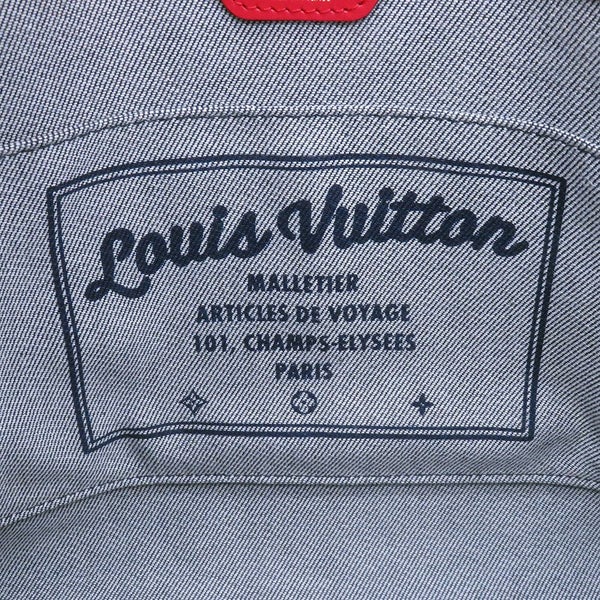 Louis Vuitton
MALLETIER
ARTICLES DE VOYAGE
101, CHAMPS-ELYSEES
PARIS